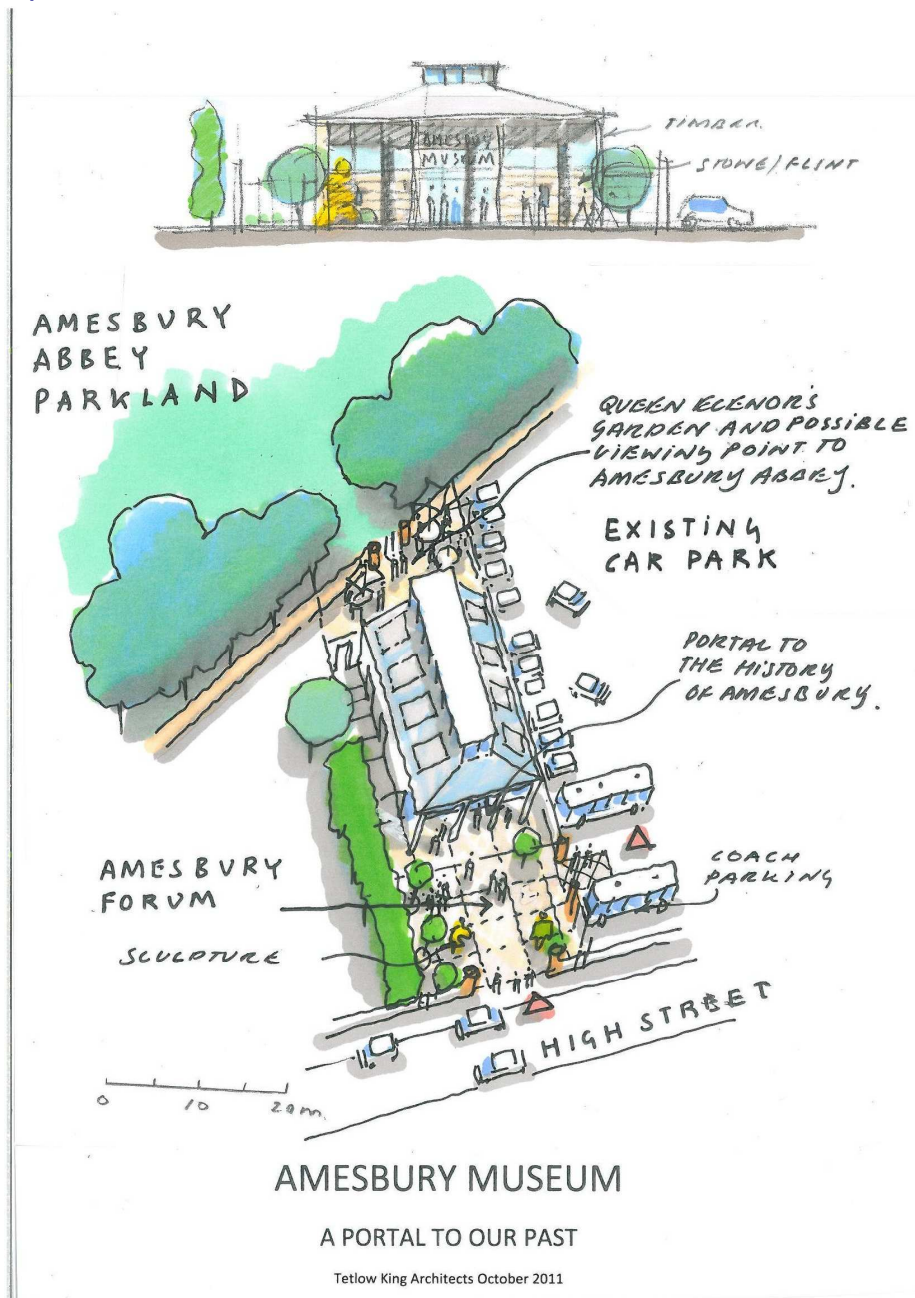 AMESBURY
MUSEUM
TIMBER
STONE/FLINT
AMESBURY
ABBEY
PARKLAND
QUEEN ELENOR'S
GARDEN AND POSSIBLE
VIEWING POINT TO
AMESBURY ABBEY.
EXISTING
CAR PARK
PORTAL TO
THE HISTORY
OF AMESBURY.
AMESBURY
FORUM
COACH
PARKING
SCULPTURE
HIGH STREET
0 10 20m.
AMESBURY MUSEUM
A PORTAL TO OUR PAST
Tetlow King Architects October 2011